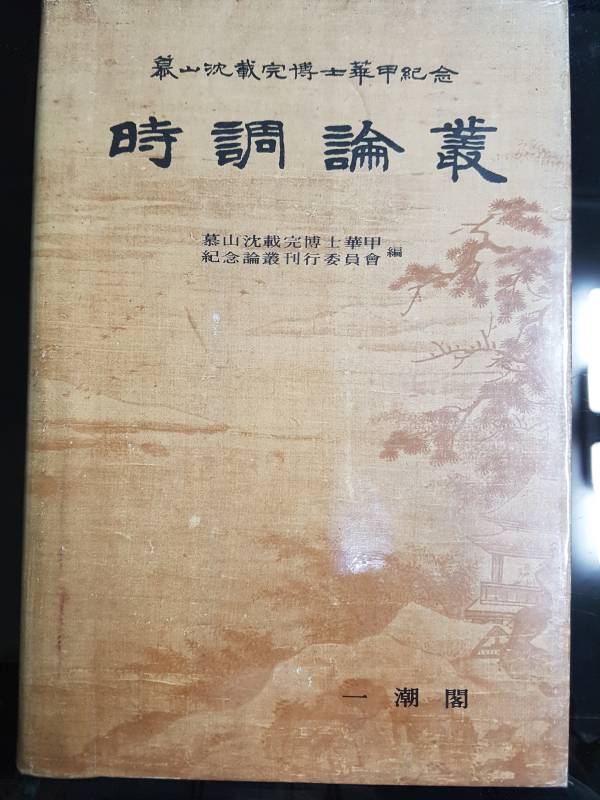 慕山沈載完博士華甲紀念
時調論叢
慕山沈載完博士華甲
紀念論叢刊行委員會 編
一潮閣